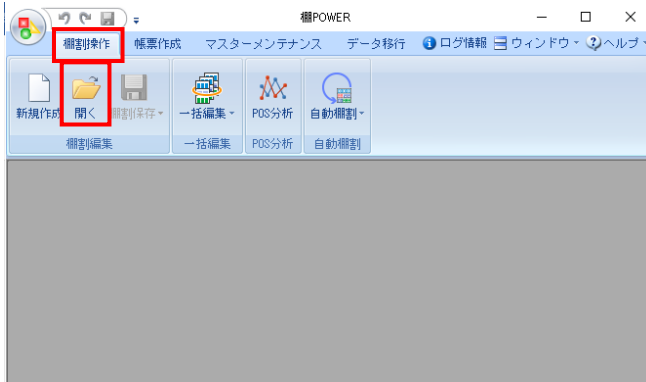 棚POWER
棚割操作 帳票作成 マスターメンテナンス データ移行 ログ情報 ウィンドウ ヘルプ
新規作成 開く 棚割保存 一括編集 POS分析 自動棚割
棚割編集 一括編集 POS分析 自動棚割